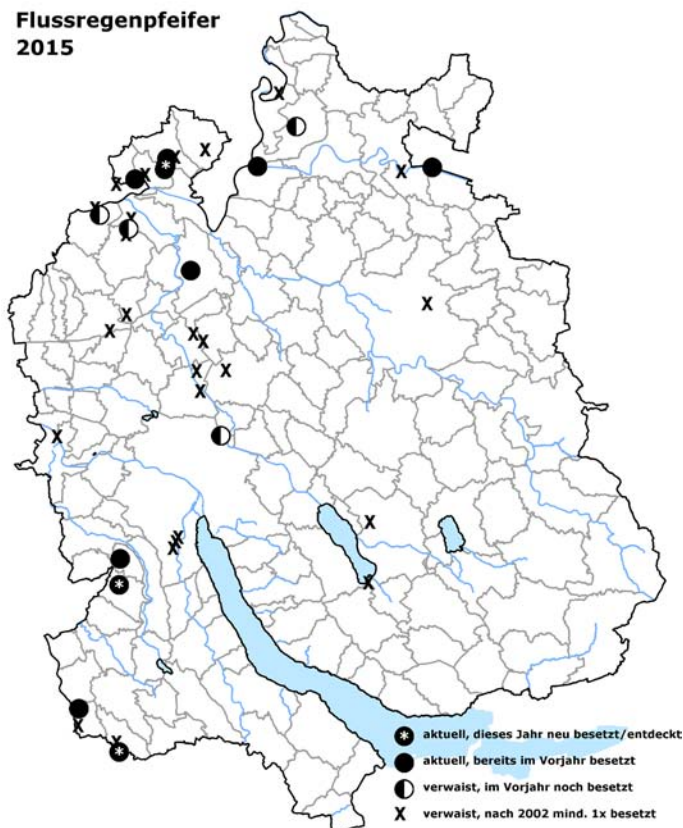 Flussregenpfeifer
2015
aktuell, dieses Jahr neu besetzt/entdeckt
aktuell, bereits im Vorjahr besetzt
verwaist, im Vorjahr noch besetzt
verwaist, nach 2002 mind. 1x besetzt